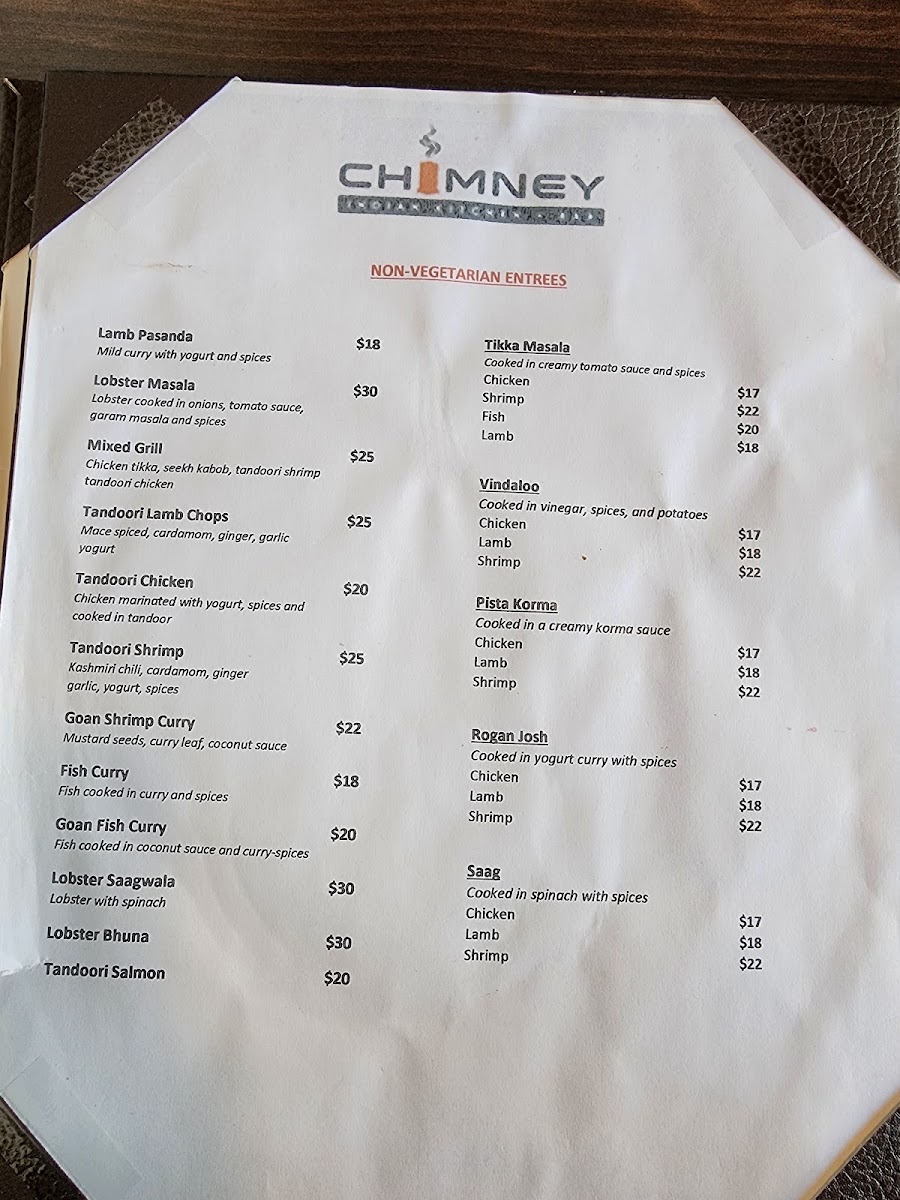 CHIMNEY
INDIAN KITCHEN + BAR
NON-VEGETARIAN ENTREES
Lamb Pasanda $18
Mild curry with yogurt and spices
Lobster Masala $30
Lobster cooked in onions, tomato sauce,
garam masala and spices
Mixed Grill $25
Chicken tikka, seekh kabob, tandoori shrimp
tandoori chicken
Tandoori Lamb Chops $25
Mace spiced, cardamom, ginger, garlic
yogurt
Tandoori Chicken $20
Chicken marinated with yogurt, spices and
cooked in tandoor
Tandoori Shrimp $25
Kashmiri chili, cardamom, ginger
garlic, yogurt, spices
Goan Shrimp Curry $22
Mustard seeds, curry leaf, coconut sauce
Fish Curry $18
Fish cooked in curry and spices
Goan Fish Curry $20
Fish cooked in coconut sauce and curry-spices
Lobster Saagwala $30
Lobster with spinach
Lobster Bhuna $30
Tandoori Salmon $20
Tikka Masala
Cooked in creamy tomato sauce and spices
Chicken $17
Shrimp $22
Fish $20
Lamb $18
Vindaloo
Cooked in vinegar, spices, and potatoes
Chicken $17
Lamb $18
Shrimp $22
Pista Korma
Cooked in a creamy korma sauce
Chicken $17
Lamb $18
Shrimp $22
Rogan Josh
Cooked in yogurt curry with spices
Chicken $17
Lamb $18
Shrimp $22
Saag
Cooked in spinach with spices
Chicken $17
Lamb $18
Shrimp $22